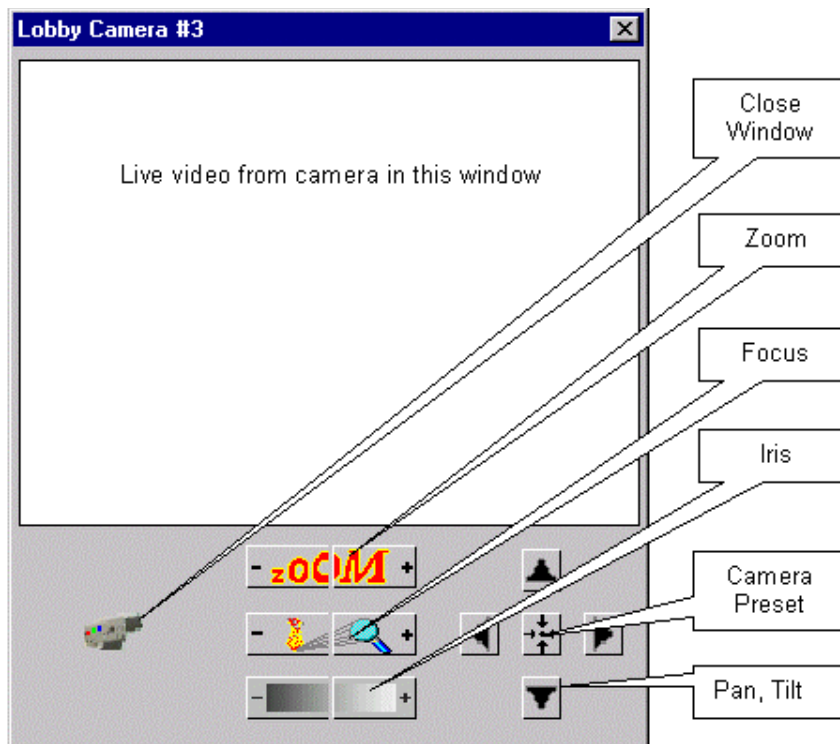 Lobby Camera #3
Live video from camera in this window
Close
Window
Zoom
Focus
Iris
Camera
Preset
Pan, Tilt
- zOOM +
- +
- +